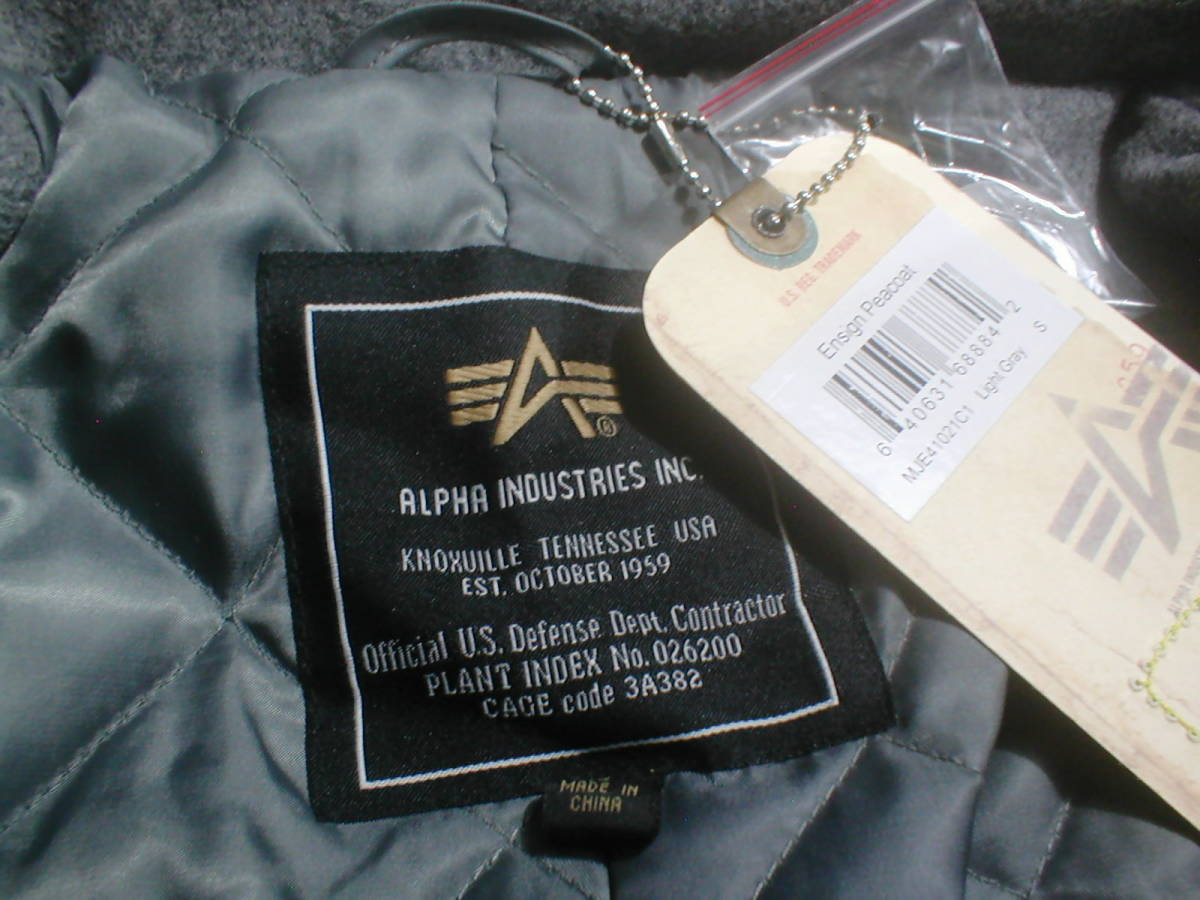 ®
ALPHA INDUSTRIES INC.
KNOXVILLE TENNESSEE USA
EST. OCTOBER 1959
Official U.S. Defense Dept. Contractor
PLANT INDEX No. 026200
CAGE code 3A382
MADE IN
CHINA
U.S. REG. TRADEMARK
Ensign Peacoat
6 40631 68884 2
MJE41021C1 Light Gray S